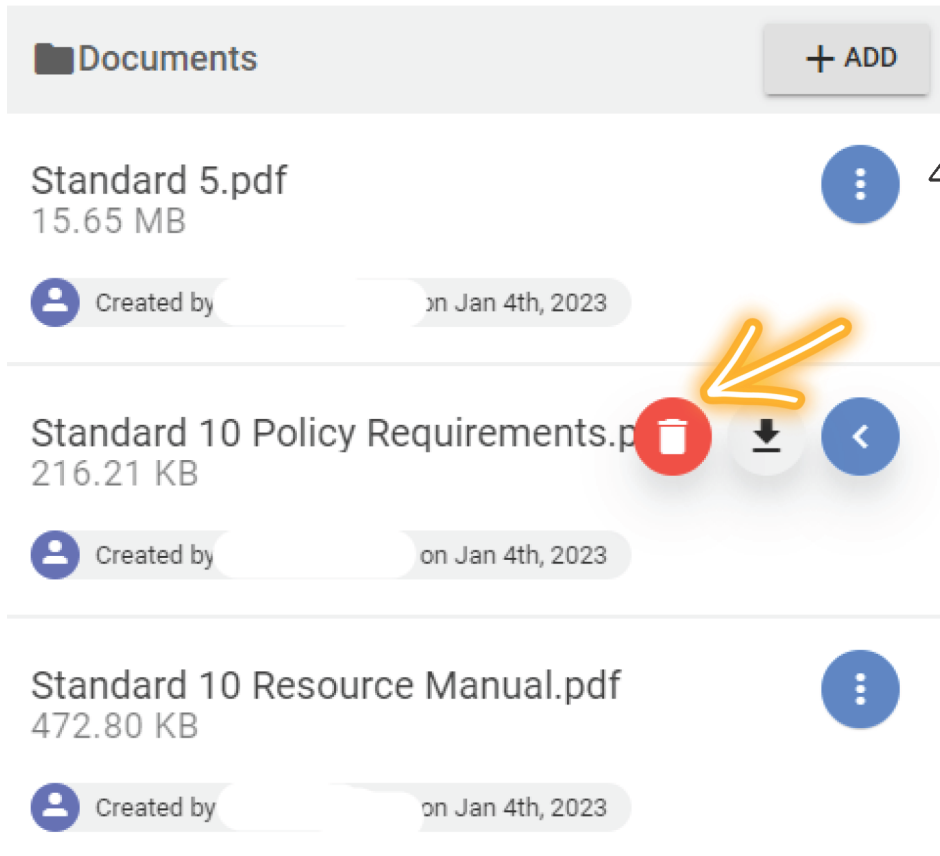 Documents
+ ADD
Standard 5.pdf
15.65 MB
Created by on Jan 4th, 2023
Standard 10 Policy Requirements.p
216.21 KB
Created by on Jan 4th, 2023
Standard 10 Resource Manual.pdf
472.80 KB
Created by on Jan 4th, 2023